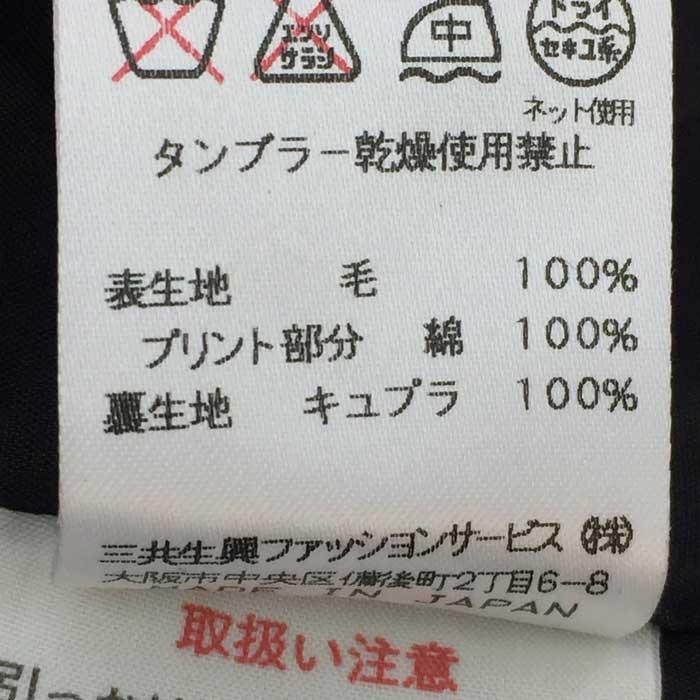 エンソ
サラシ
中
ドライ
セキユ系
ネット使用
タンブラー乾燥使用禁止
表生地 毛 100%
プリント部分 綿 100%
裏生地 キュプラ 100%
三共生興ファッションサービス(株)
大阪市中央区備後町2丁目6-8
MADE IN JAPAN
取扱い注意